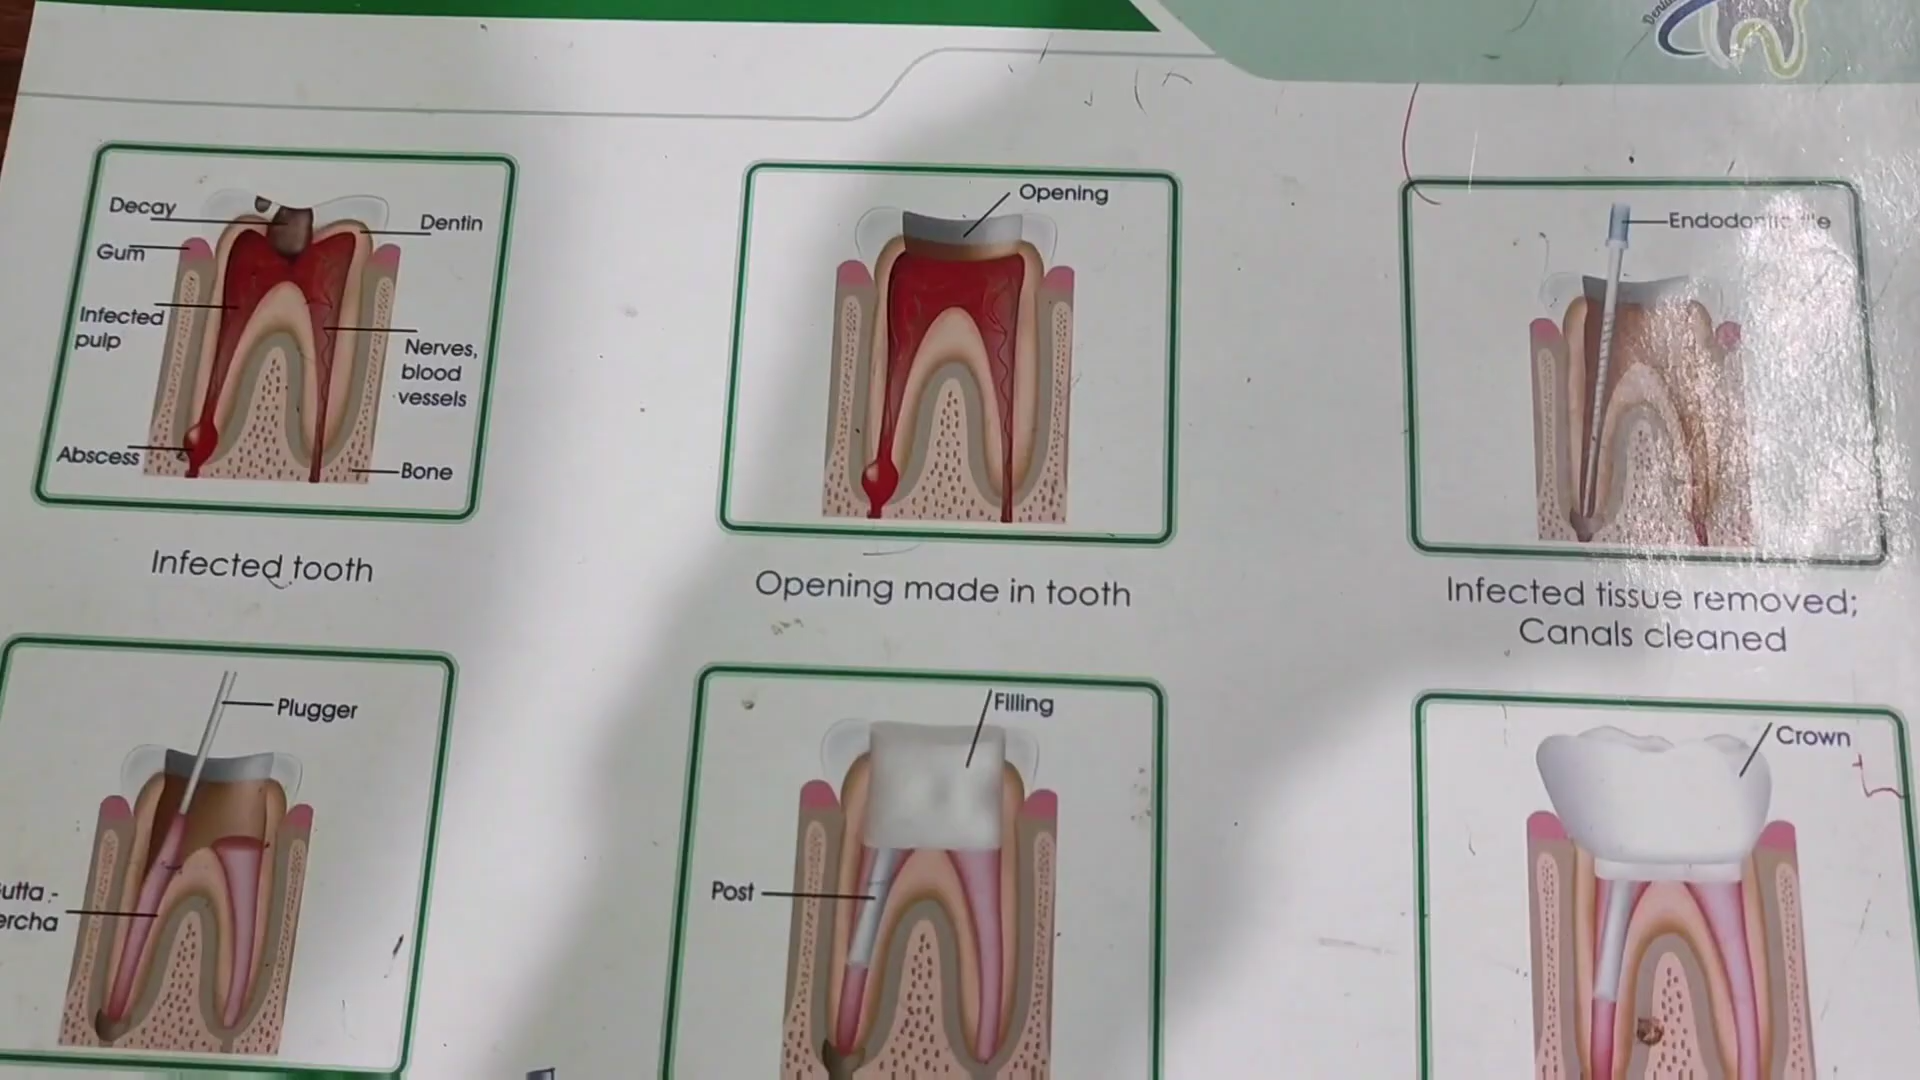 Decay
Dentin
Gum
Infected
pulp
Nerves,
blood
vessels
Abscess
Bone
Infected tooth
Opening
Opening made in tooth
Infected tissue removed;
Canals cleaned
Plugger
Filling
Post
Crown